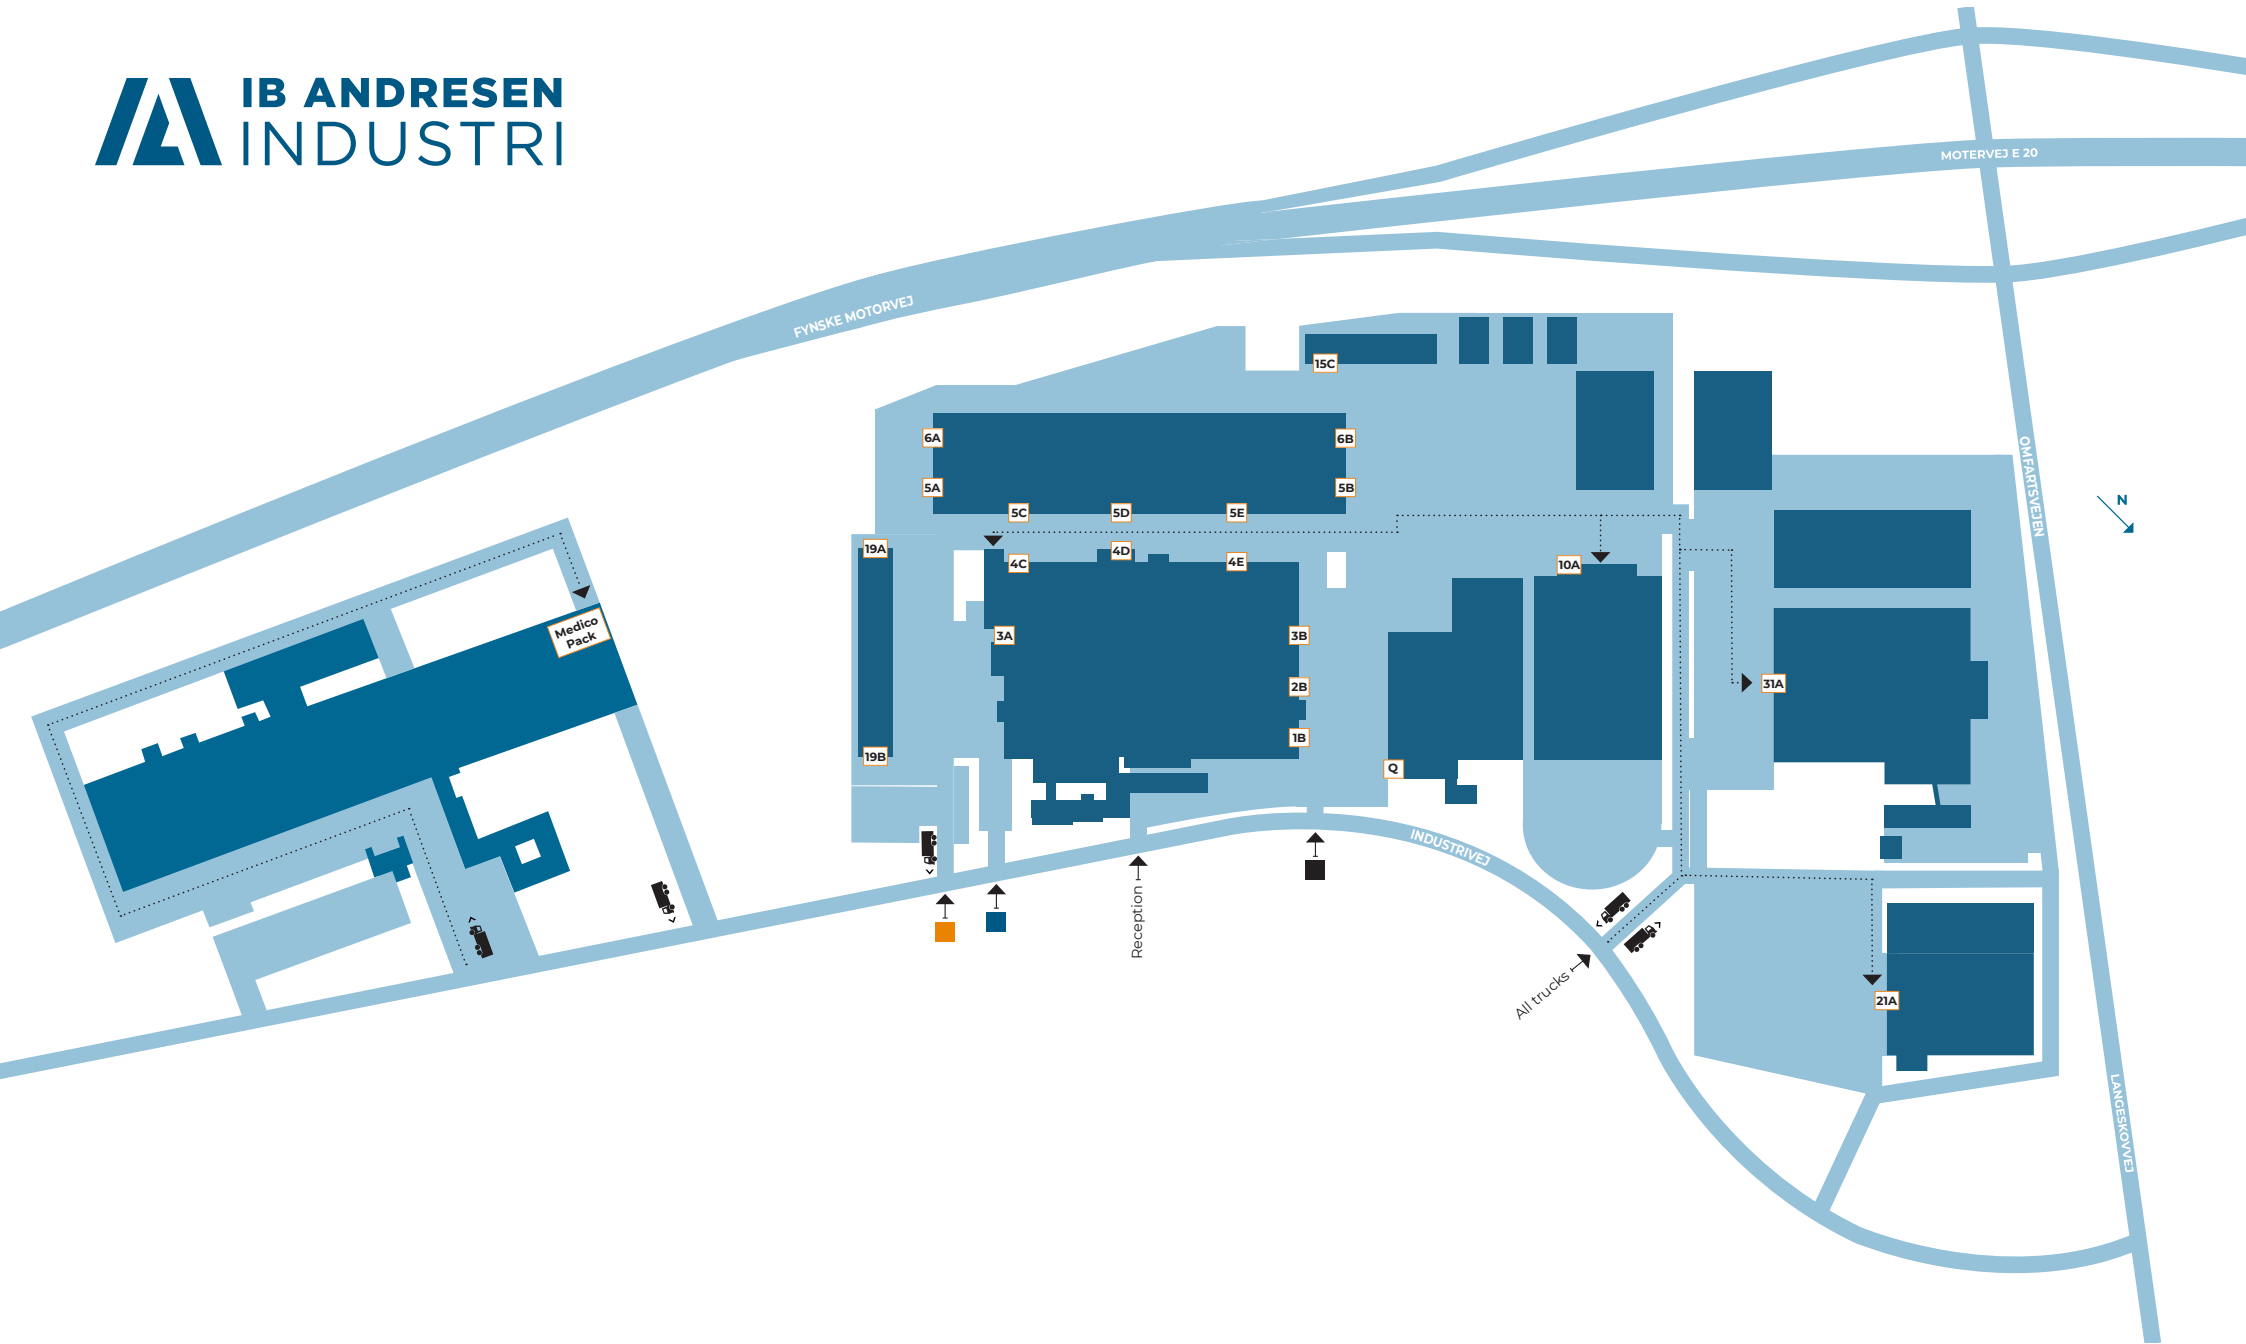 IB ANDRESEN
INDUSTRI
MOTERVEJ E 20
FYNSKE MOTORVEJ
15C
6A
6B
OMFARTSVEJEN
5A
5B
N
5C
5D
5E
19A
4D
4C
4E
10A
Medico
Pack
3A
3B
31A
2B
1B
19B
Q
INDUSTRIVEJ
Reception
All trucks
21A
LANGESKOVVEJ